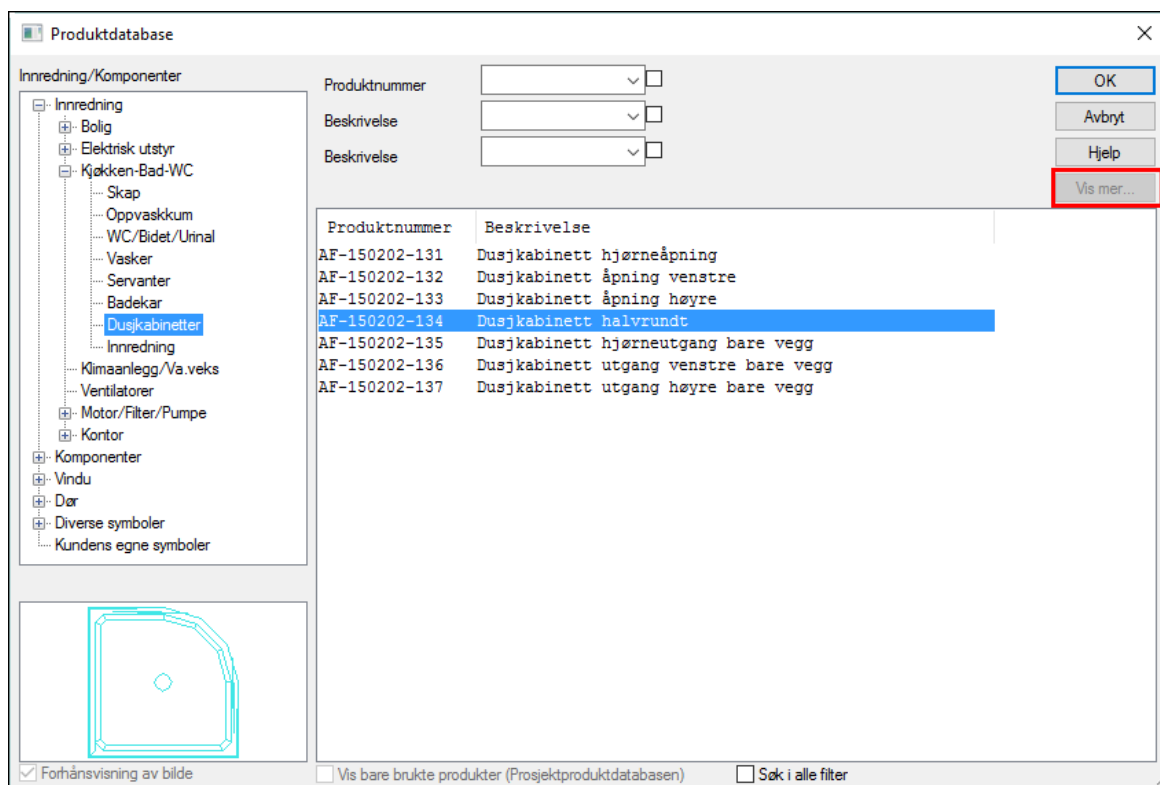 Produktdatabase
Innredning/Komponenter
Innredning
Bolig
Elektrisk utstyr
Kjøkken-Bad-WC
Skap
Oppvaskkum
WC/Bidet/Urinal
Vasker
Servanter
Badekar
Dusjkabinetter
Innredning
Klimaanlegg/Va.veks
Ventilatorer
Motor/Filter/Pumpe
Kontor
Komponenter
Vindu
Dør
Diverse symboler
Kundens egne symboler
Forhånsvisning av bilde
Produktnummer
Beskrivelse
Beskrivelse
OK
Avbryt
Hjelp
Vis mer...
Produktnummer Beskrivelse
AF-150202-131 Dusjkabinett hjørneåpning
AF-150202-132 Dusjkabinett åpning venstre
AF-150202-133 Dusjkabinett åpning høyre
AF-150202-134 Dusjkabinett halvrundt
AF-150202-135 Dusjkabinett hjørneutgang bare vegg
AF-150202-136 Dusjkabinett utgang venstre bare vegg
AF-150202-137 Dusjkabinett utgang høyre bare vegg
Vis bare brukte produkter (Prosjektproduktdatabasen)
Søk i alle filter